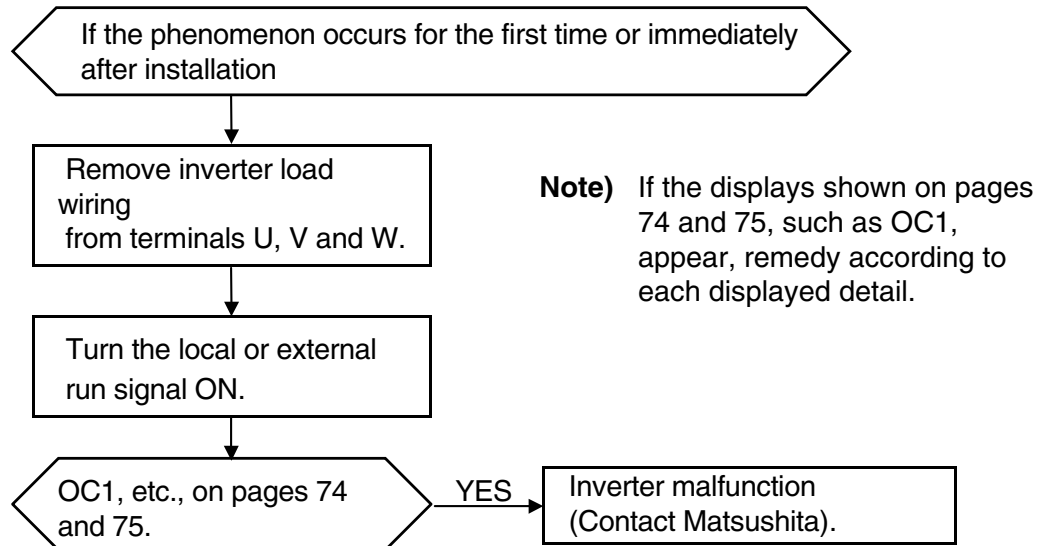 If the phenomenon occurs for the first time or immediately
after installation
Remove inverter load
wiring
from terminals U, V and W.
Note) If the displays shown on pages
74 and 75, such as OC1,
appear, remedy according to
each displayed detail.
Turn the local or external
run signal ON.
OC1, etc., on pages 74
and 75.
YES
Inverter malfunction
(Contact Matsushita).